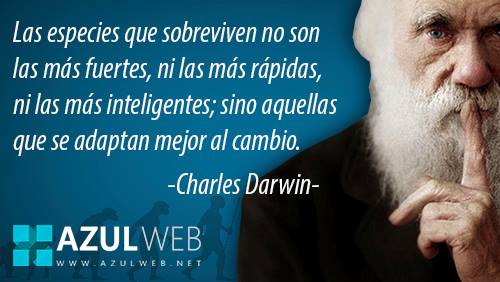 Las especies que sobreviven no son
las más fuertes, ni las más rápidas,
ni las más inteligentes; sino aquellas
que se adaptan mejor al cambio.
-Charles Darwin-
AZULWEB
WWW.AZULWEB.NET